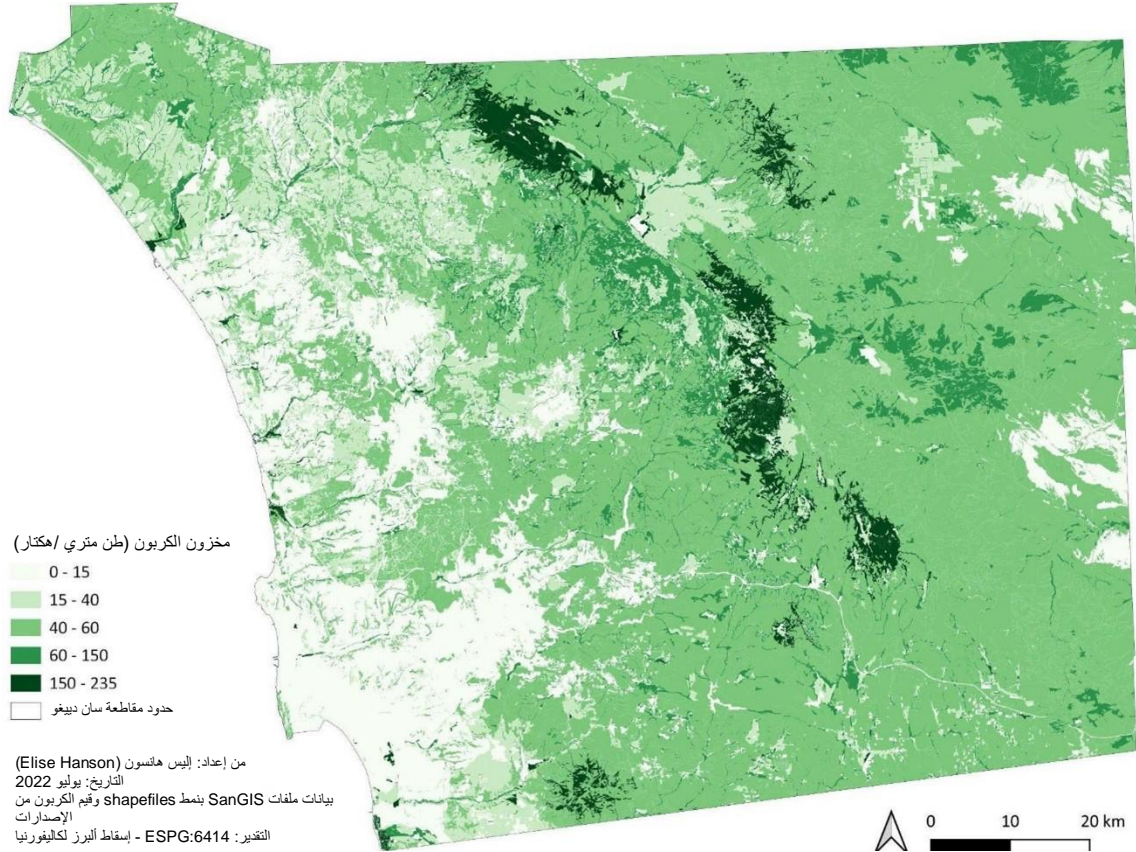 مخزون الكربون (طن متري /هكتار)
0 - 15
15 - 40
40 - 60
60 - 150
150 - 235
حدود مقاطعة سان دييغو
من إعداد: إليس هانسون (Elise Hanson)
التاريخ: يوليو 2022
بيانات ملفات SanGIS بنمط shapefiles وقيم الكربون من
الإصدارات
التقدير: ESPG:6414 - إسقاط ألبرز لكاليفورنيا
0 10 20 km